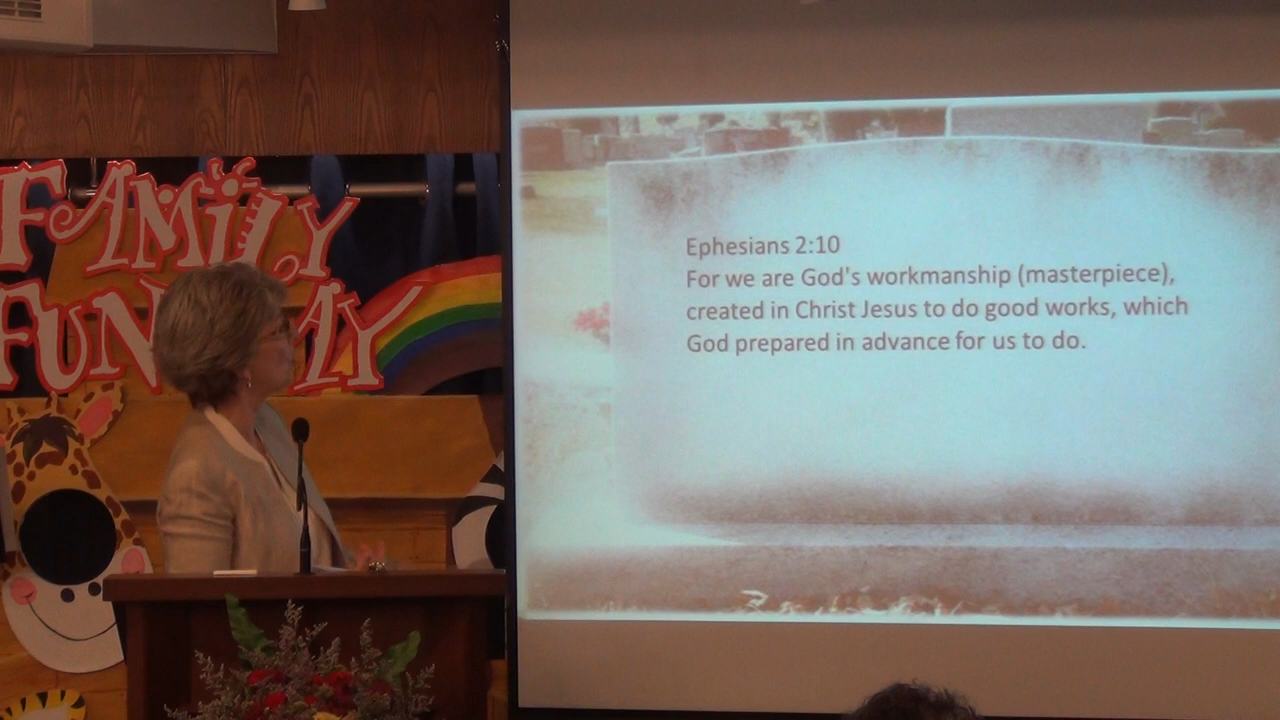 FAMILY
FUN DAY
Ephesians 2:10
For we are God's workmanship (masterpiece),
created in Christ Jesus to do good works, which
God prepared in advance for us to do.